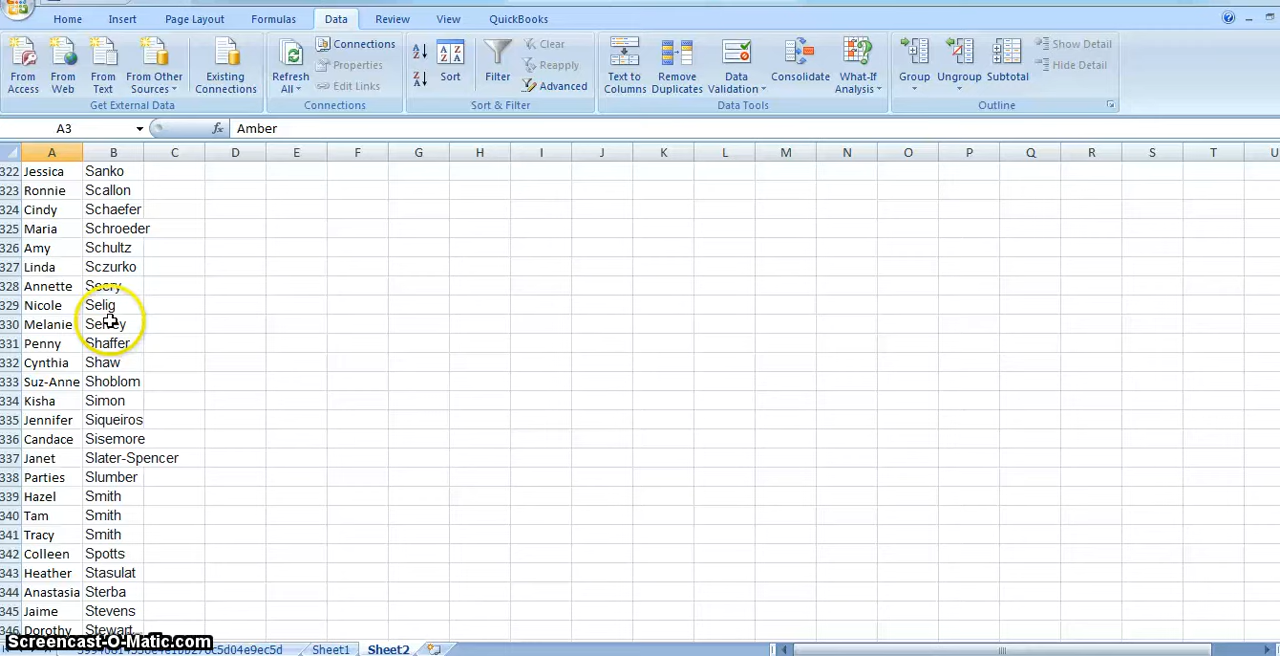 Home Insert Page Layout Formulas Data Review View QuickBooks
From Access From Web From Text From Other Sources Existing Connections Refresh All Connections Properties Edit Links Sort Filter Clear Reapply Advanced Text to Columns Remove Duplicates Data Validation Consolidate What-If Analysis Group Ungroup Subtotal Show Detail Hide Detail
Get External Data Connections Sort & Filter Data Tools Outline
A3 fx Amber
A B C D E F G H I J K L M N O P Q R S T U
322 Jessica Sanko
323 Ronnie Scallon
324 Cindy Schaefer
325 Maria Schroeder
326 Amy Schultz
327 Linda Sczurko
328 Annette
329 Nicole Selig
330 Melanie
331 Penny Shaffer
332 Cynthia Shaw
333 Suz-Anne Shoblom
334 Kisha Simon
335 Jennifer Siqueiros
336 Candace Sisemore
337 Janet Slater-Spencer
338 Parties Slumber
339 Hazel Smith
340 Tam Smith
341 Tracy Smith
342 Colleen Spotts
343 Heather Stasulat
344 Anastasia Sterba
345 Jaime Stevens
346 Dorothy Stewart
Screencast-O-Matic.com Sheet1 Sheet2